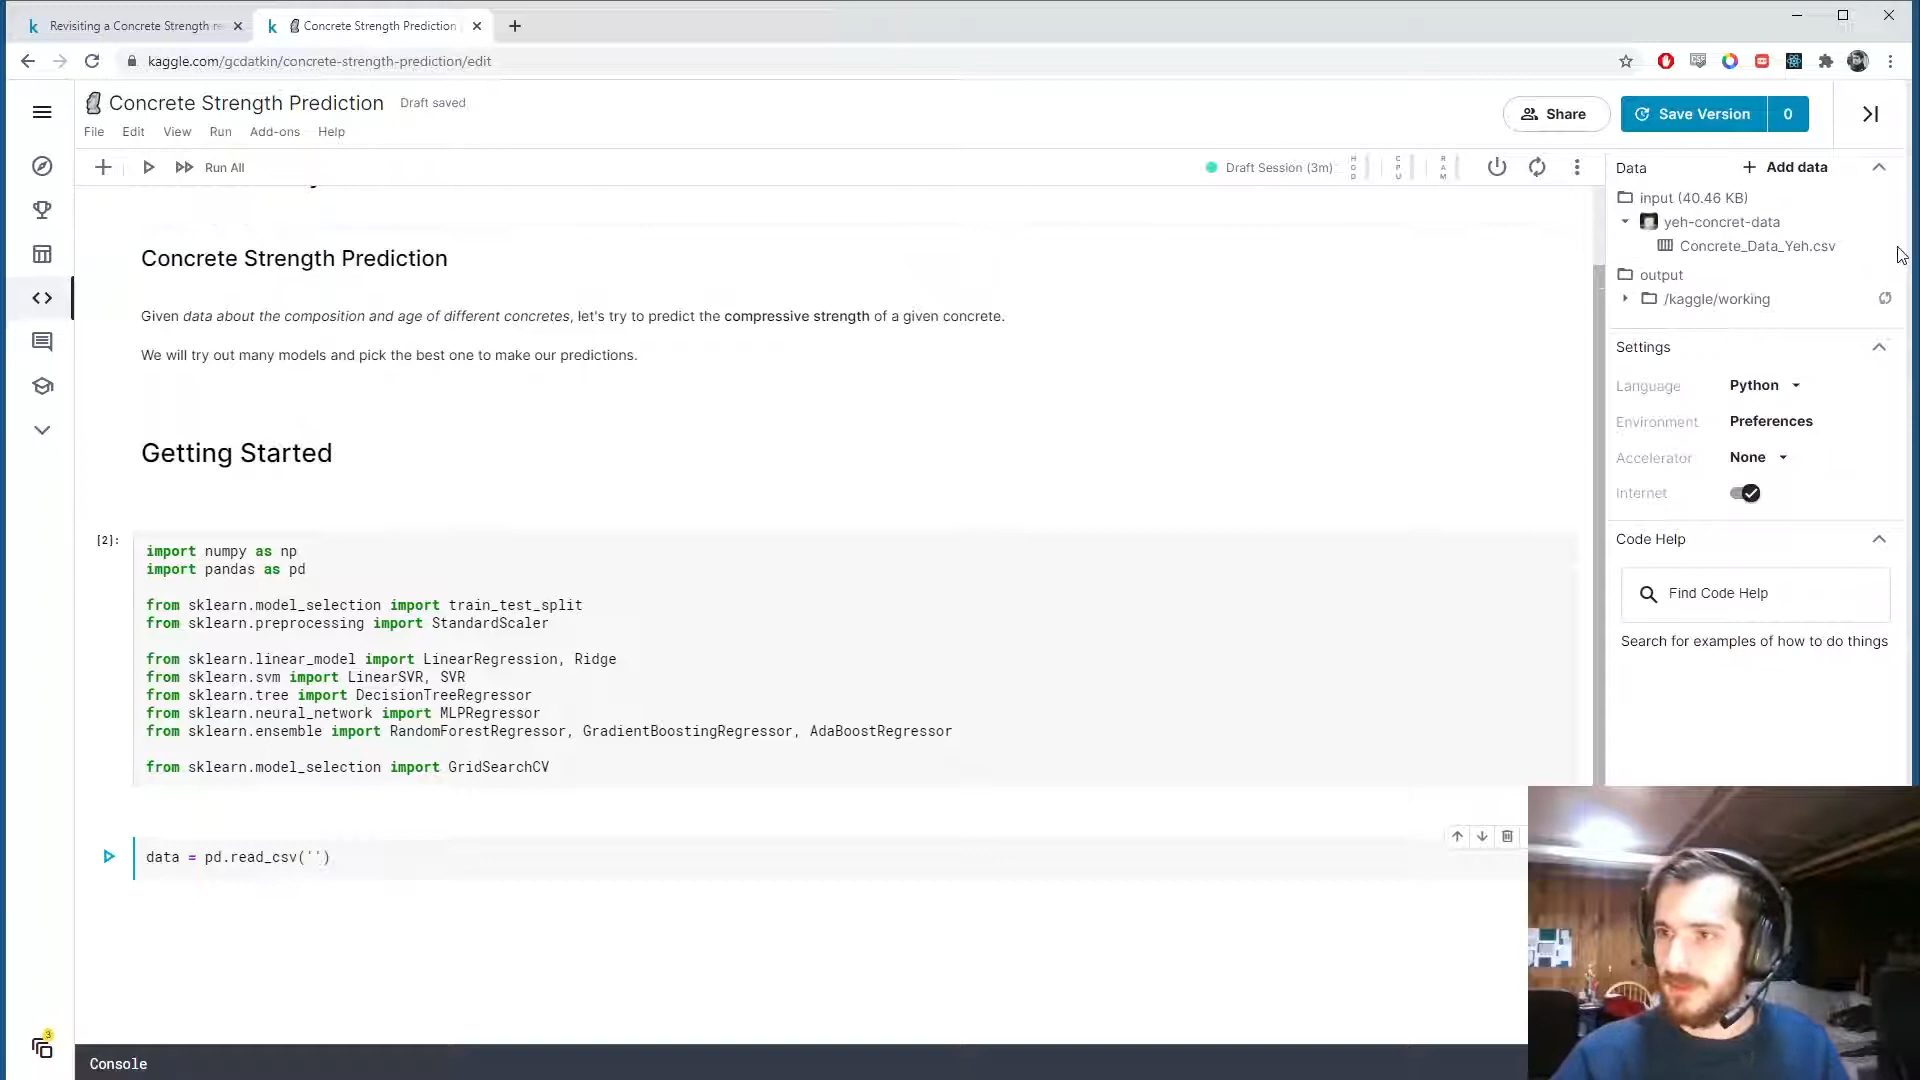 Revisiting a Concrete Strength re
Concrete Strength Prediction
kaggle.com/gcdatkin/concrete-strength-prediction/edit
Concrete Strength Prediction
Draft saved
File Edit View Run Add-ons Help
Share
Save Version 0
Run All
Draft Session (3m)
HDD
CPU
RAM
Data
+ Add data
input (40.46 KB)
yeh-concret-data
Concrete_Data_Yeh.csv
output
/kaggle/working
Settings
Language Python
Environment Preferences
Accelerator None
Internet
Code Help
Find Code Help
Search for examples of how to do things
Concrete Strength Prediction
Given data about the composition and age of different concretes, let's try to predict the compressive strength of a given concrete.
We will try out many models and pick the best one to make our predictions.
Getting Started
[2]:
import numpy as np
import pandas as pd
from sklearn.model_selection import train_test_split
from sklearn.preprocessing import StandardScaler
from sklearn.linear_model import LinearRegression, Ridge
from sklearn.svm import LinearSVR, SVR
from sklearn.tree import DecisionTreeRegressor
from sklearn.neural_network import MLPRegressor
from sklearn.ensemble import RandomForestRegressor, GradientBoostingRegressor, AdaBoostRegressor
from sklearn.model_selection import GridSearchCV
data = pd.read_csv('')
3
Console